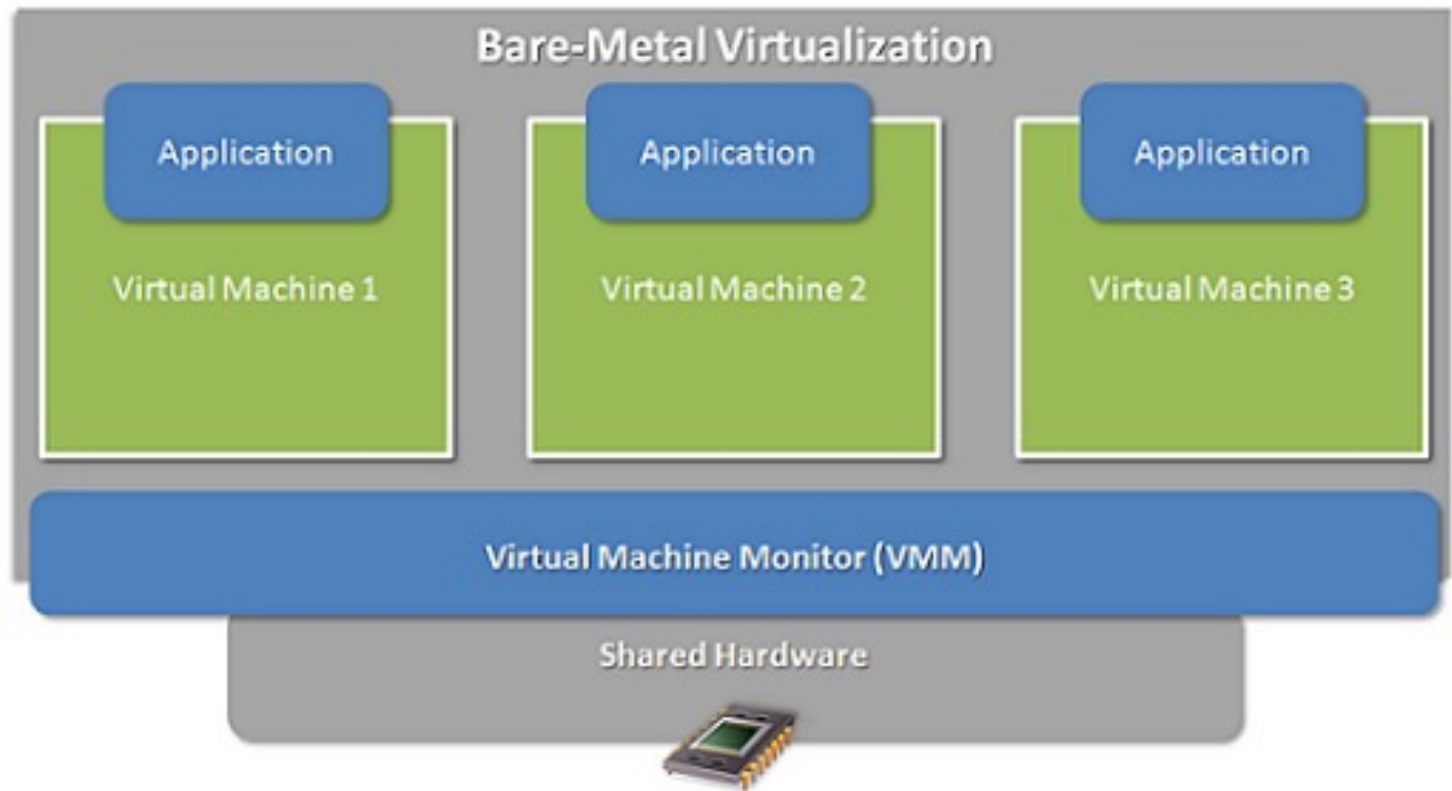 Bare-Metal Virtualization
Application
Application
Application
Virtual Machine 1
Virtual Machine 2
Virtual Machine 3
Virtual Machine Monitor (VMM)
Shared Hardware